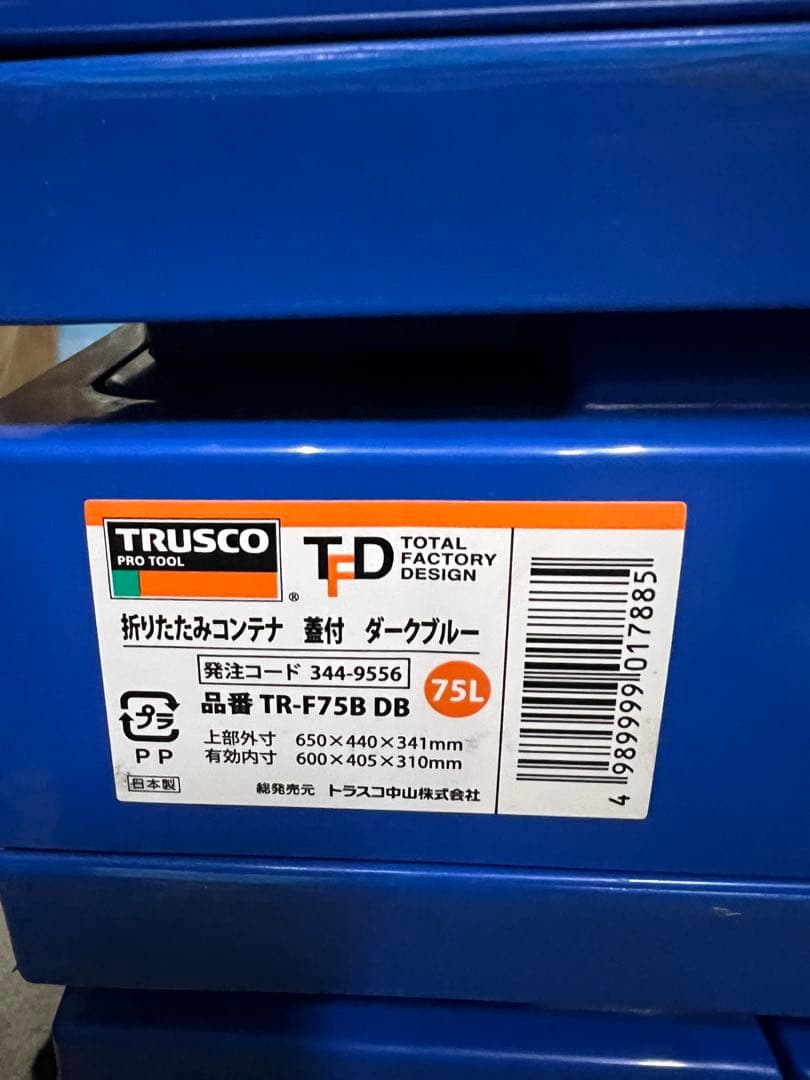 TRUSCO
PRO TOOL
®
TFD
TOTAL
FACTORY
DESIGN
折りたたみコンテナ 蓋付 ダークブルー
発注コード 344-9556
品番 TR-F75B DB
75L
プラ
PP
上部外寸 650×440×341mm
有効内寸 600×405×310mm
日本製
総発売元 トラスコ中山株式会社
4989999017885